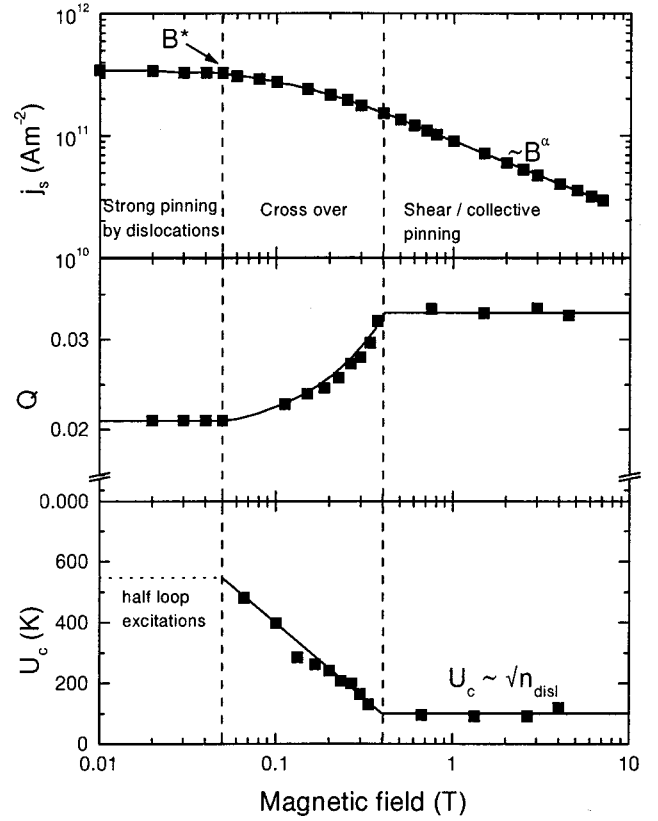 10¹²
B*
j_s (Am⁻²)
10¹¹
~B^α
Strong pinning
by dislocations
Cross over
Shear / collective
pinning
10¹⁰
0.03
Q
0.02
0.000
600
half loop
excitations
U_c (K)
400
U_c ~ √n_disl
200
0
0.01
0.1
1
10
Magnetic field (T)